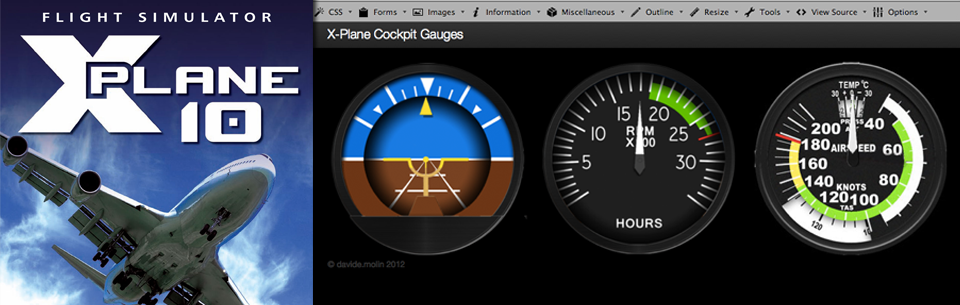 FLIGHT SIMULATOR
X-PLANE
10
CSS Forms Images Information Miscellaneous Outline Resize Tools View Source Options
X-Plane Cockpit Gauges
5 10 15 20 25 30
RPM
X100
HOURS
TEMP °C
30 + 0 - 30
200 40
180 AIRSPEED 60
160
140 KNOTS 80
120 100
TAS
120
© davide.molin 2012